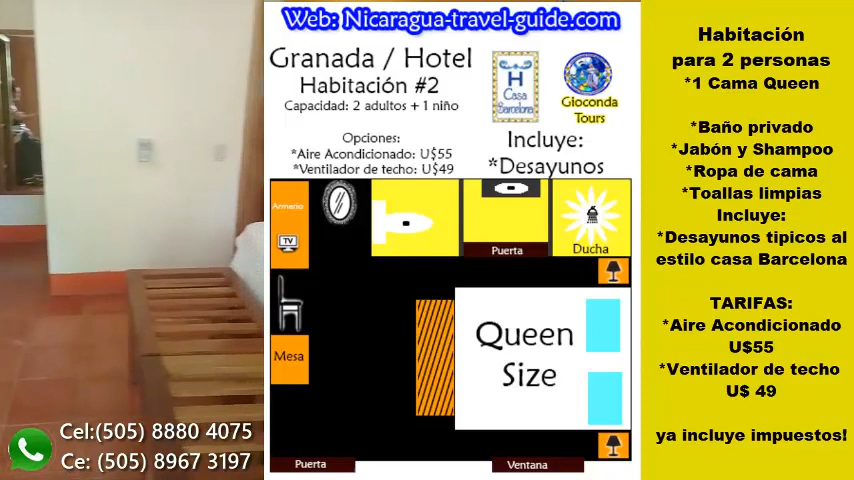 Web: Nicaragua-travel-guide.com
Granada / Hotel
Habitación #2
Capacidad: 2 adultos + 1 niño
H
Casa
Barcelona
Gioconda
Tours
Opciones:
*Aire Acondicionado: U$55
*Ventilador de techo: U$49
Incluye:
*Desayunos
Armario
TV
Puerta
Ducha
Mesa
Queen
Size
Puerta
Ventana
Cel:(505) 8880 4075
Ce: (505) 8967 3197
Habitación
para 2 personas
*1 Cama Queen
*Baño privado
*Jabón y Shampoo
*Ropa de cama
*Toallas limpias
Incluye:
*Desayunos tipicos al
estilo casa Barcelona
TARIFAS:
*Aire Acondicionado
U$55
*Ventilador de techo
U$ 49
ya incluye impuestos!